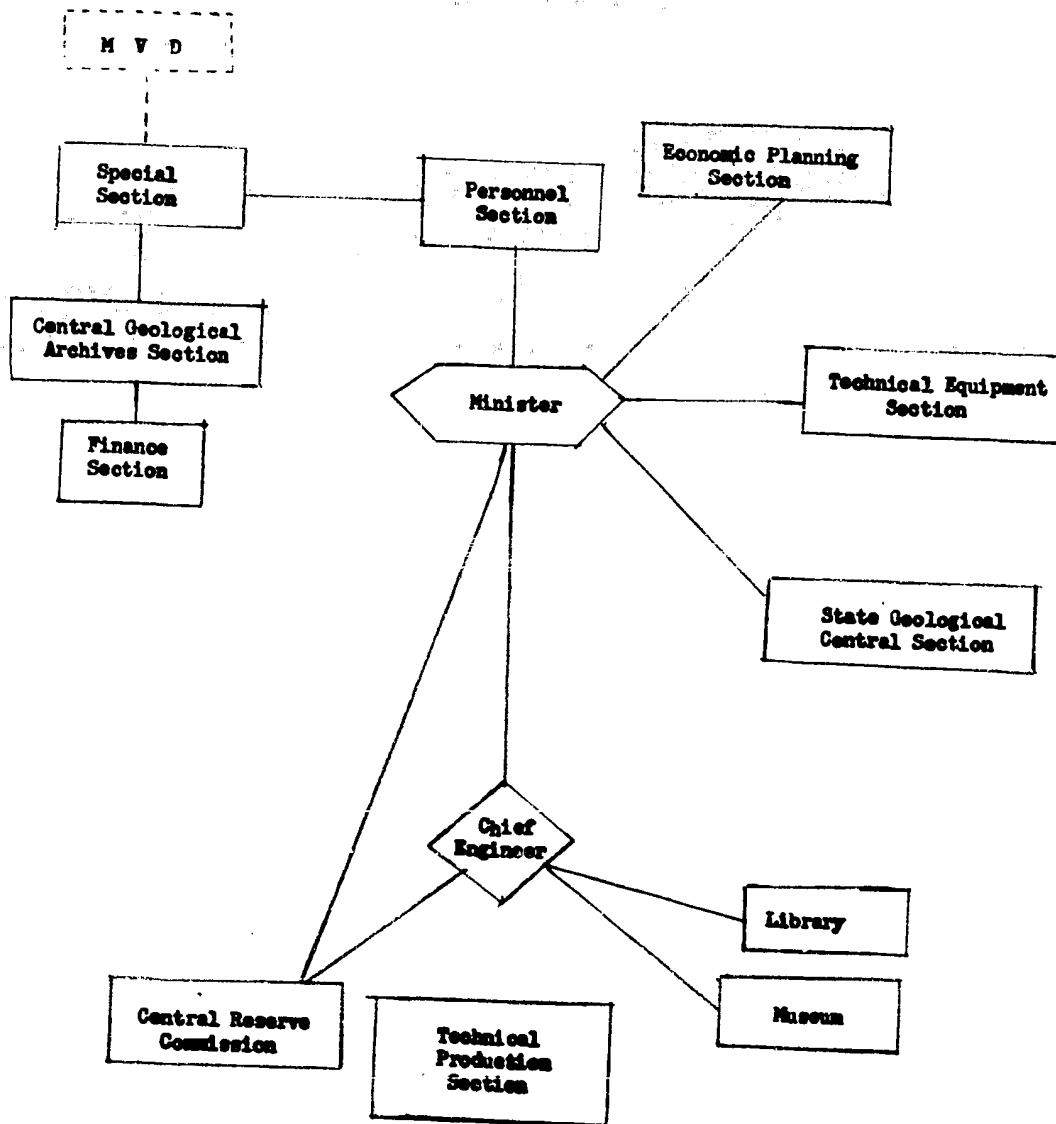 M V D
Special
Section
Personnel
Section
Economic Planning
Section
Central Geological
Archives Section
Finance
Section
Minister
Technical Equipment
Section
State Geological
Central Section
Chief
Engineer
Library
Museum
Central Reserve
Commission
Technical
Production
Section